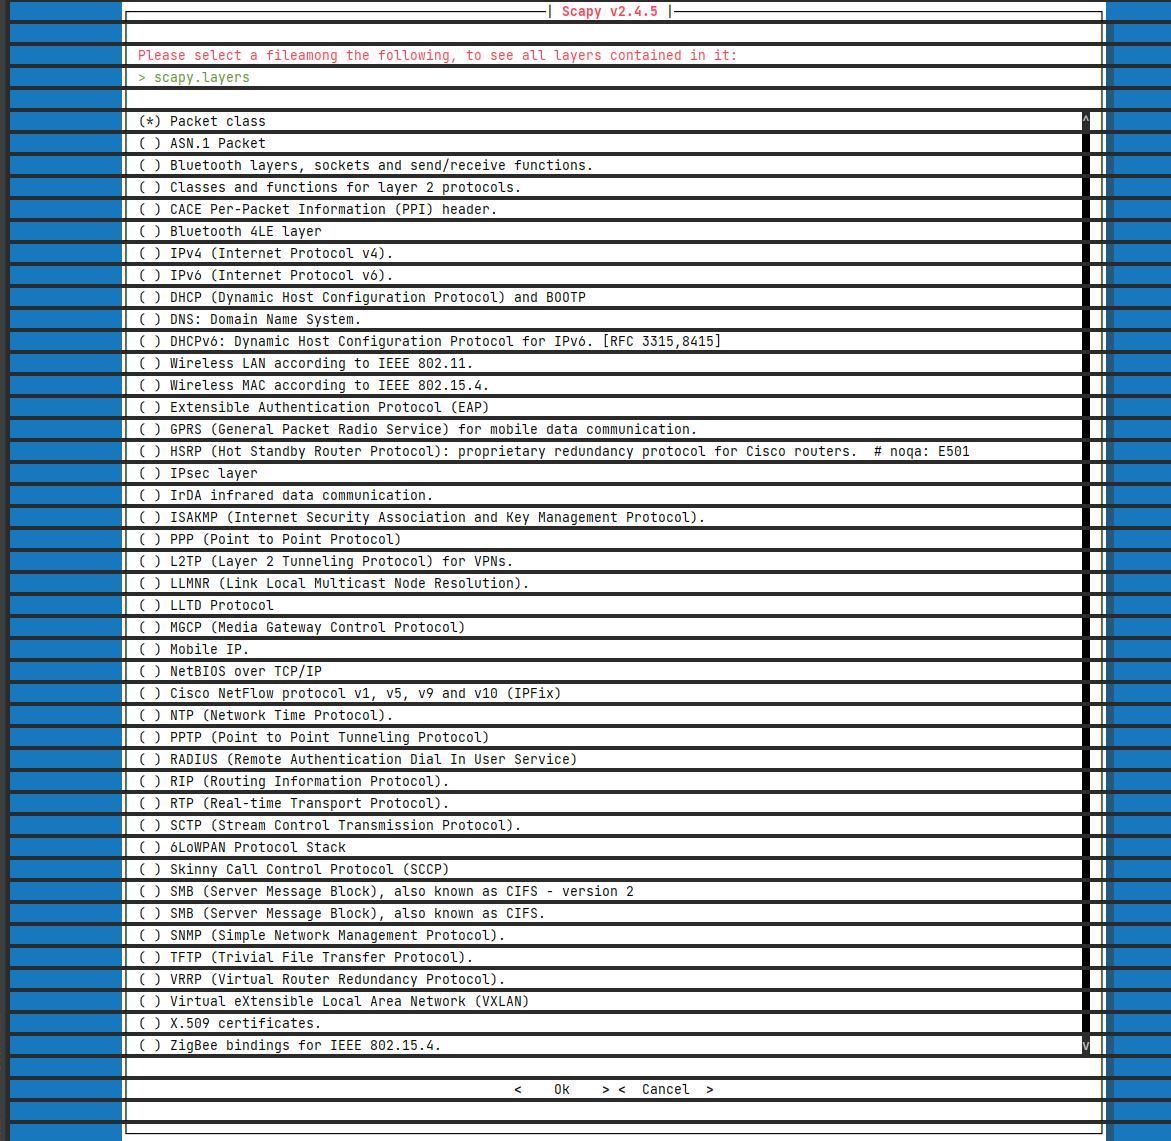 | Scapy v2.4.5 |
Please select a fileamong the following, to see all layers contained in it:
> scapy.layers
(*) Packet class
( ) ASN.1 Packet
( ) Bluetooth layers, sockets and send/receive functions.
( ) Classes and functions for layer 2 protocols.
( ) CACE Per-Packet Information (PPI) header.
( ) Bluetooth 4LE layer
( ) IPv4 (Internet Protocol v4).
( ) IPv6 (Internet Protocol v6).
( ) DHCP (Dynamic Host Configuration Protocol) and BOOTP
( ) DNS: Domain Name System.
( ) DHCPv6: Dynamic Host Configuration Protocol for IPv6. [RFC 3315,8415]
( ) Wireless LAN according to IEEE 802.11.
( ) Wireless MAC according to IEEE 802.15.4.
( ) Extensible Authentication Protocol (EAP)
( ) GPRS (General Packet Radio Service) for mobile data communication.
( ) HSRP (Hot Standby Router Protocol): proprietary redundancy protocol for Cisco routers.  # noqa: E501
( ) IPsec layer
( ) IrDA infrared data communication.
( ) ISAKMP (Internet Security Association and Key Management Protocol).
( ) PPP (Point to Point Protocol)
( ) L2TP (Layer 2 Tunneling Protocol) for VPNs.
( ) LLMNR (Link Local Multicast Node Resolution).
( ) LLTD Protocol
( ) MGCP (Media Gateway Control Protocol)
( ) Mobile IP.
( ) NetBIOS over TCP/IP
( ) Cisco NetFlow protocol v1, v5, v9 and v10 (IPFix)
( ) NTP (Network Time Protocol).
( ) PPTP (Point to Point Tunneling Protocol)
( ) RADIUS (Remote Authentication Dial In User Service)
( ) RIP (Routing Information Protocol).
( ) RTP (Real-time Transport Protocol).
( ) SCTP (Stream Control Transmission Protocol).
( ) 6LoWPAN Protocol Stack
( ) Skinny Call Control Protocol (SCCP)
( ) SMB (Server Message Block), also known as CIFS - version 2
( ) SMB (Server Message Block), also known as CIFS.
( ) SNMP (Simple Network Management Protocol).
( ) TFTP (Trivial File Transfer Protocol).
( ) VRRP (Virtual Router Redundancy Protocol).
( ) Virtual eXtensible Local Area Network (VXLAN)
( ) X.509 certificates.
( ) ZigBee bindings for IEEE 802.15.4.
<    Ok    > <  Cancel  >